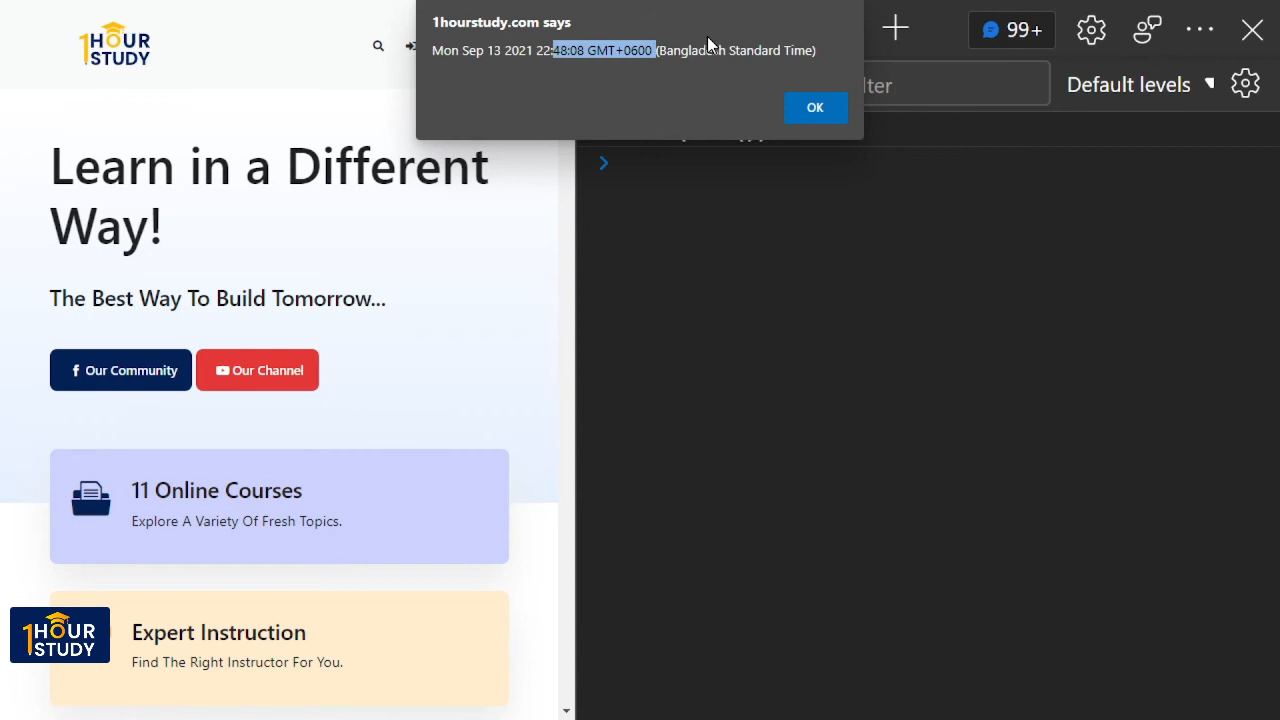 1HOUR
STUDY
1hourstudy.com says
Mon Sep 13 2021 22:48:08 GMT+0600 (Bangladesh Standard Time)
OK
99+
Default levels
Learn in a Different
Way!
The Best Way To Build Tomorrow...
Our Community
Our Channel
11 Online Courses
Explore A Variety Of Fresh Topics.
Expert Instruction
Find The Right Instructor For You.
1HOUR
STUDY